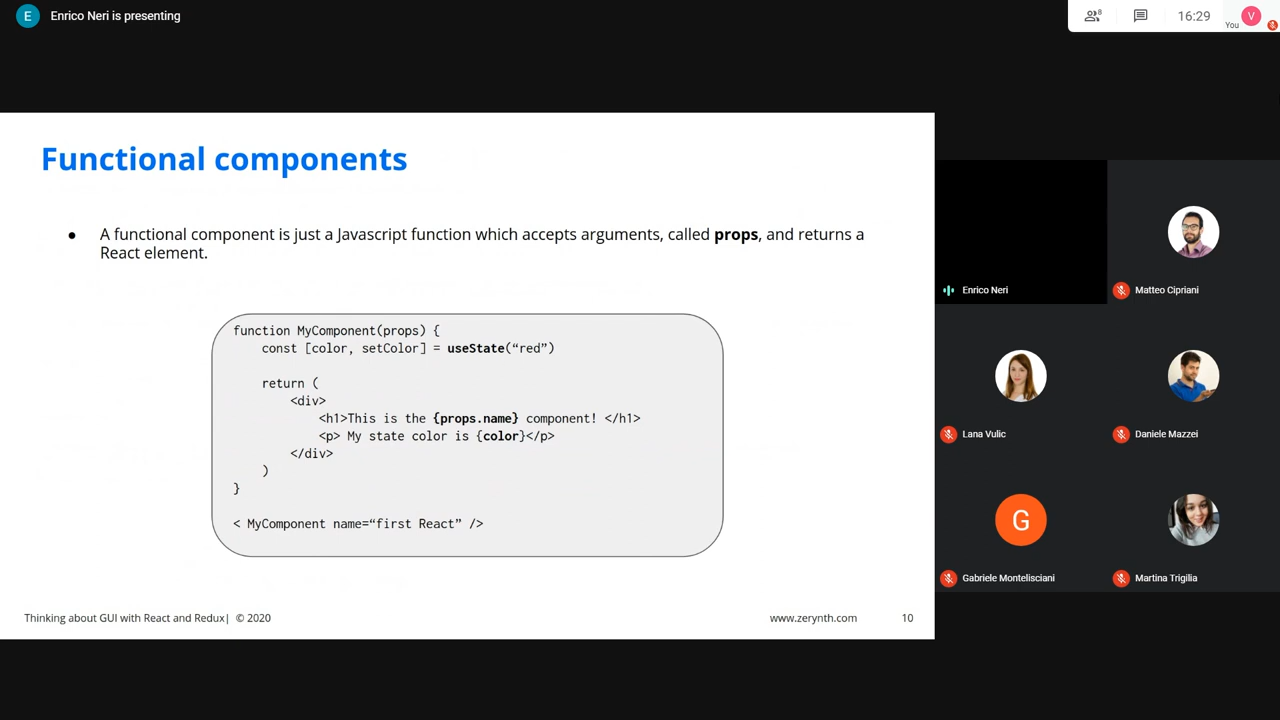 E Enrico Neri is presenting
8
16:29
You
V
Functional components
● A functional component is just a Javascript function which accepts arguments, called props, and returns a
React element.
function MyComponent(props) {
const [color, setColor] = useState(“red”)
return (
<div>
<h1>This is the {props.name} component! </h1>
<p> My state color is {color}</p>
</div>
)
}
< MyComponent name=“first React” />
Thinking about GUI with React and Redux| © 2020
www.zerynth.com
10
Enrico Neri
Matteo Cipriani
Lana Vulic
Daniele Mazzei
G
Gabriele Montelisciani
Martina Trigilia